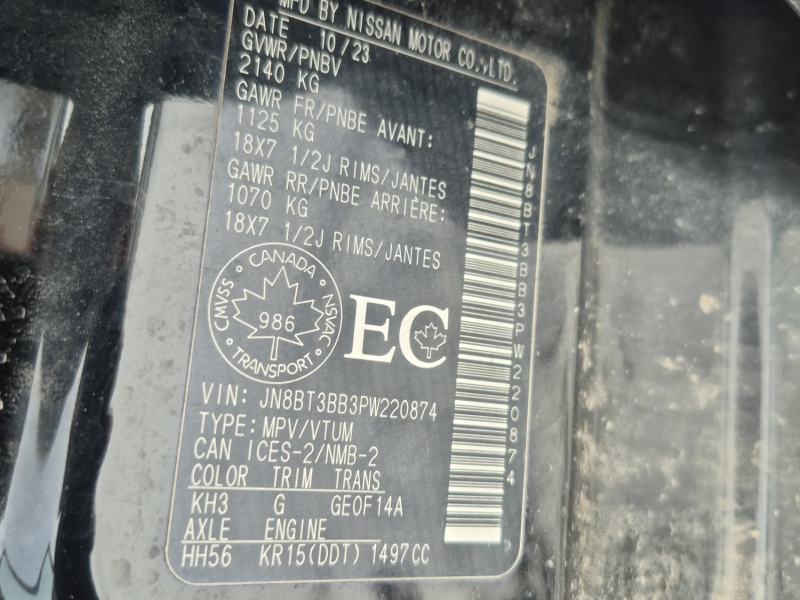 MFD BY NISSAN MOTOR CO.,LTD.
DATE 10/23
GVWR/PNBV
2140 KG
GAWR FR/PNBE AVANT:
1125 KG
18X7 1/2J RIMS/JANTES
GAWR RR/PNBE ARRIÈRE:
1070 KG
18X7 1/2J RIMS/JANTES
CANADA
CMVSS
NSVAC
986
TRANSPORT
EC
VIN: JN8BT3BB3PW220874
TYPE: MPV/VTUM
CAN ICES-2/NMB-2
COLOR TRIM TRANS
KH3 G GE0F14A
AXLE ENGINE
HH56 KR15(DDT) 1497CC
JN8BT3BB3PW220874